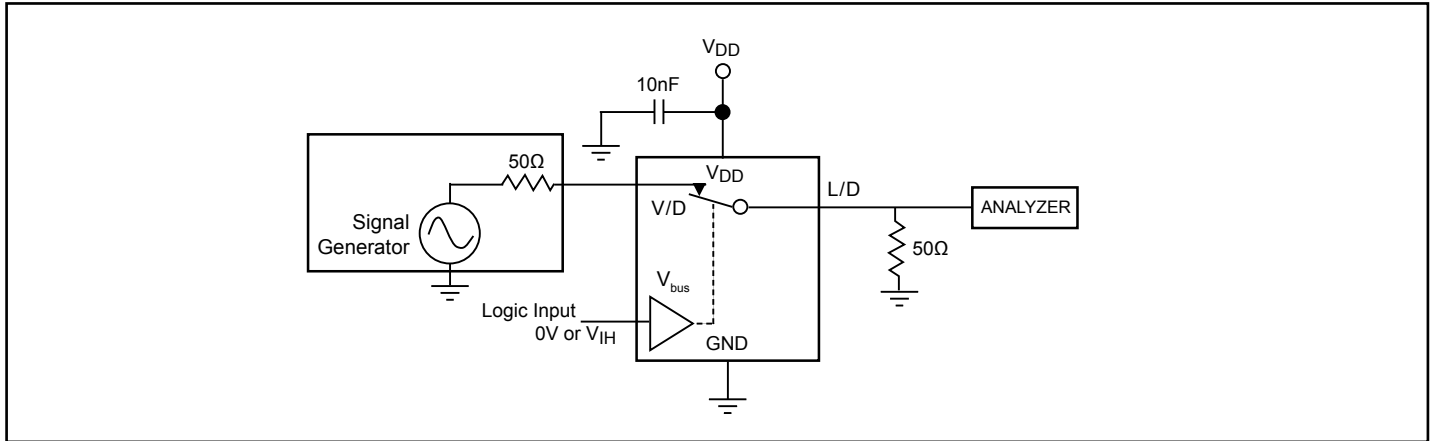 VDD
10nF
50Ω
VDD
L/D
V/D
ANALYZER
Signal
Generator
50Ω
Vbus
Logic Input
0V or VIH
GND